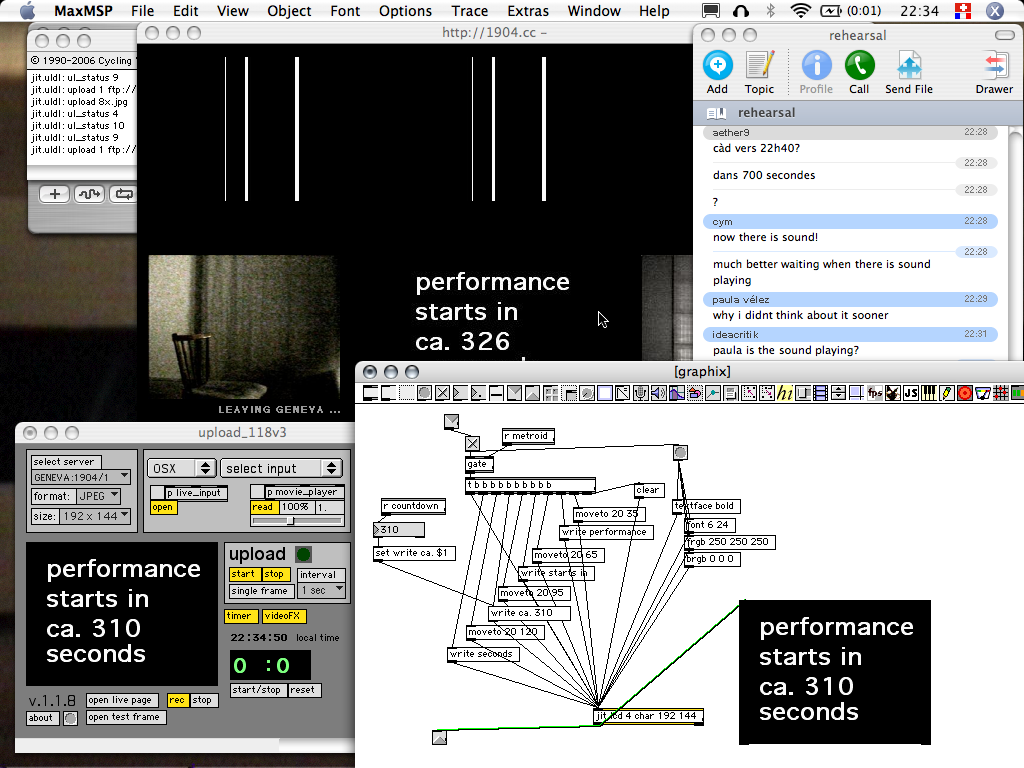 MaxMSP File Edit View Object Font Options Trace Extras Window Help (0:01) 22:34 X
© 1990-2006 Cycling
jit.uldl: ul_status 9
jit.uldl: upload 1 ftp://
jit.uldl: upload 8x.jpg
jit.uldl: ul_status 4
jit.uldl: ul_status 10
jit.uldl: ul_status 9
jit.uldl: upload 1 ftp://
http://1904.cc –
performance
starts in
ca. 326
LEAVING GENEVA ...
rehearsal
Add Topic Profile Call Send File Drawer
rehearsal
aether9 22:28
càd vers 22h40?
22:28
dans 700 secondes
22:28
?
cym 22:28
now there is sound!
22:28
much better waiting when there is sound
playing
paula vélez 22:29
why i didnt think about it sooner
ideacritik 22:31
paula is the sound playing?
upload_118v3
select server
GENEVA:1904/1
format: JPEG
size: 192 x 144
OSX select input
p live_input
open
p movie_player
read 100% 1.
performance
starts in
ca. 310
seconds
upload
start stop interval
single frame 1 sec
timer videoFX
22:34:50 local time
0 :0
start/stop reset
v.1.1.8 open live page rec stop
about open test frame
[graphix]
hi fps JS
r metroid
gate
t b b b b b b b b b b
clear
r countdown
310
set write ca. $1
moveto 20 35
write performance
moveto 20 65
write starts in
moveto 20 95
write ca. 310
moveto 20 120
write seconds
textface bold
font 6 24
frgb 250 250 250
brgb 0 0 0
jit.lcd 4 char 192 144
performance
starts in
ca. 310
seconds